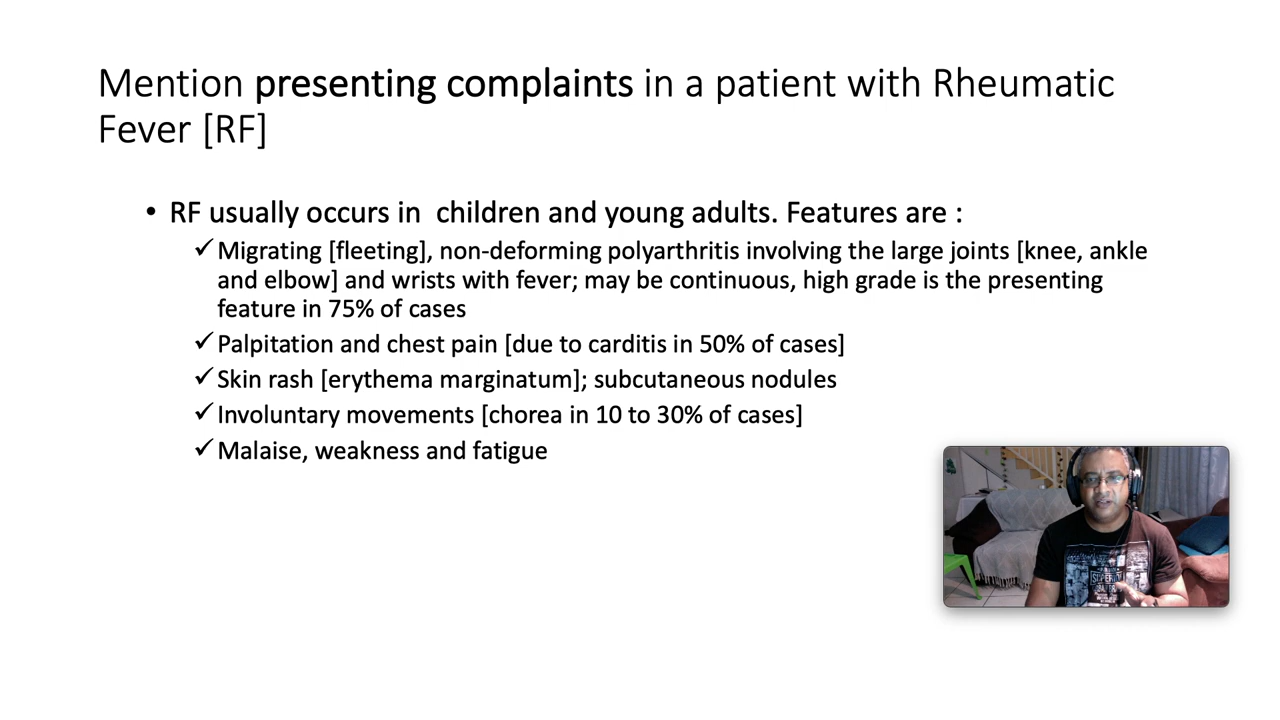 Mention presenting complaints in a patient with Rheumatic
Fever [RF]
• RF usually occurs in  children and young adults. Features are :
✓ Migrating [fleeting], non-deforming polyarthritis involving the large joints [knee, ankle
and elbow] and wrists with fever; may be continuous, high grade is the presenting
feature in 75% of cases
✓ Palpitation and chest pain [due to carditis in 50% of cases]
✓ Skin rash [erythema marginatum]; subcutaneous nodules
✓ Involuntary movements [chorea in 10 to 30% of cases]
✓ Malaise, weakness and fatigue